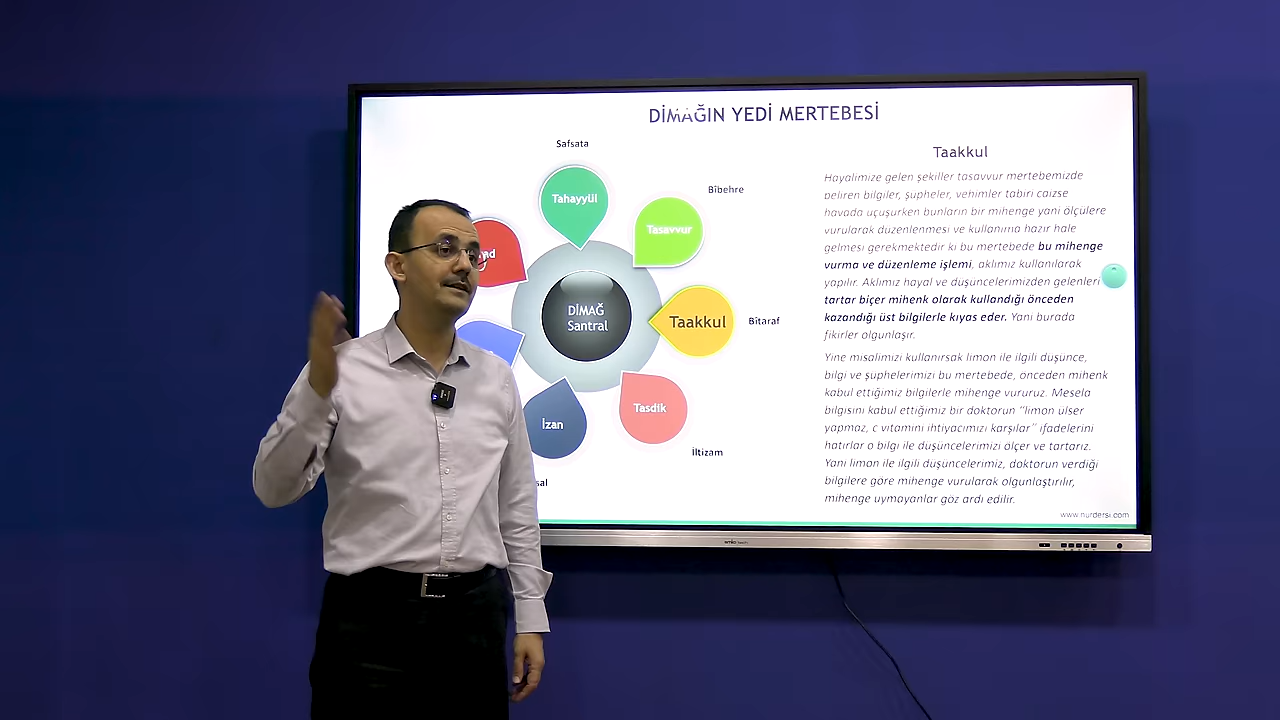 DİMAĞIN YEDİ MERTEBESİ
Safsata
Tahayyül
Bîbehre
Tasavvur
DİMAĞ
Santral
Taakkul
Bîtaraf
Tasdik
İltizam
İzan
Taakkul
Hayalimize gelen şekiller tasavvur mertebemizde
beliren bilgiler, şupheler, vehimler tabiri caizse
havada uçuşurken bunların bir mihenge yani ölçülere
vurularak düzenlenmesi ve kullanıma hazır hale
gelmesi gerekmektedir ki bu mertebede bu mihenge
vurma ve düzenleme işlemi, aklımız kullanılarak
yapılır. Aklımız hayal ve düşüncelerimizden gelenleri
tartar biçer mihenk olarak kullandığı önceden
kazandığı üst bilgilerle kıyas eder. Yani burada
fikirler olgunlaşır.
Yine misalimizi kullanırsak limon ile ilgili düşünce,
bilgi ve şuphelerimizi bu mertebede, önceden mihenk
kabul ettiğimiz bilgilerle mihenge vururuz. Mesela
bilgisini kabul ettiğimiz bir doktorun "limon ülser
yapmaz, c vitamini ihtiyacımızı karşılar" ifadelerini
hatırlar o bilgi ile düşüncelerimizi ölçer ve tartarız.
Yani limon ile ilgili düşüncelerimiz, doktorun verdiği
bilgilere göre mihenge vurularak olgunlaştırılır,
mihenge uymayanlar göz ardı edilir.
www.nurdersi.com